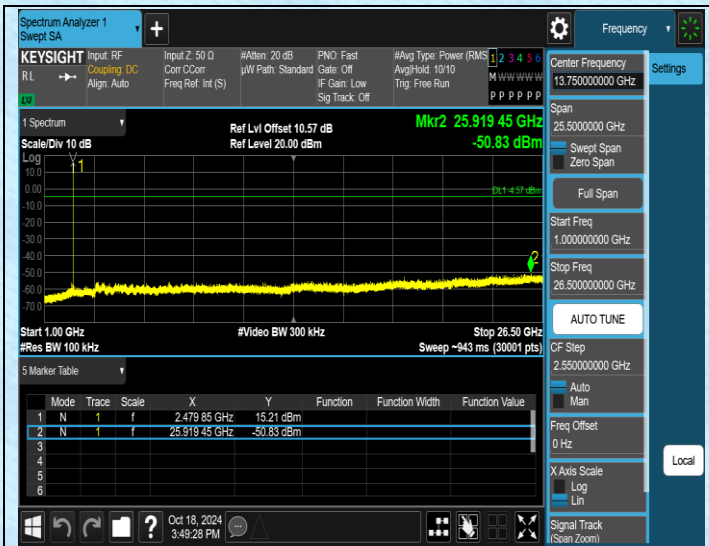 Spectrum Analyzer 1
Swept SA
+
Frequency
KEYSIGHT Input: RF Input Z: 50 Ω #Atten: 20 dB PNO: Fast #Avg Type: Power (RMS 1 2 3 4 5 6
RL Coupling: DC Corr CCorr µW Path: Standard Gate: Off Avg|Hold: 10/10 M W W W W W
Align: Auto Freq Ref: Int (S) IF Gain: Low Trig: Free Run
Sig Track: Off P P P P P P
LXI
1 Spectrum
Scale/Div 10 dB
Ref Lvl Offset 10.57 dB
Ref Level 20.00 dBm
Mkr2 25.919 45 GHz
-50.83 dBm
Log
1
10.0
0.00
DL1 -4.57 dBm
-10.0
-20.0
-30.0
-40.0
2
-50.0
-60.0
-70.0
Start 1.00 GHz #Video BW 300 kHz Stop 26.50 GHz
#Res BW 100 kHz Sweep ~943 ms (30001 pts)
5 Marker Table
Mode Trace Scale X Y Function Function Width Function Value
1 N 1 f 2.479 85 GHz 15.21 dBm
2 N 1 f 25.919 45 GHz -50.83 dBm
3
4
5
6
?
Oct 18, 2024
3:49:28 PM
Center Frequency
13.750000000 GHz
Settings
Span
25.5000000 GHz
Swept Span
Zero Span
Full Span
Start Freq
1.000000000 GHz
Stop Freq
26.500000000 GHz
AUTO TUNE
CF Step
2.550000000 GHz
Auto
Man
Freq Offset
0 Hz
Local
X Axis Scale
Log
Lin
Signal Track
(Span Zoom)